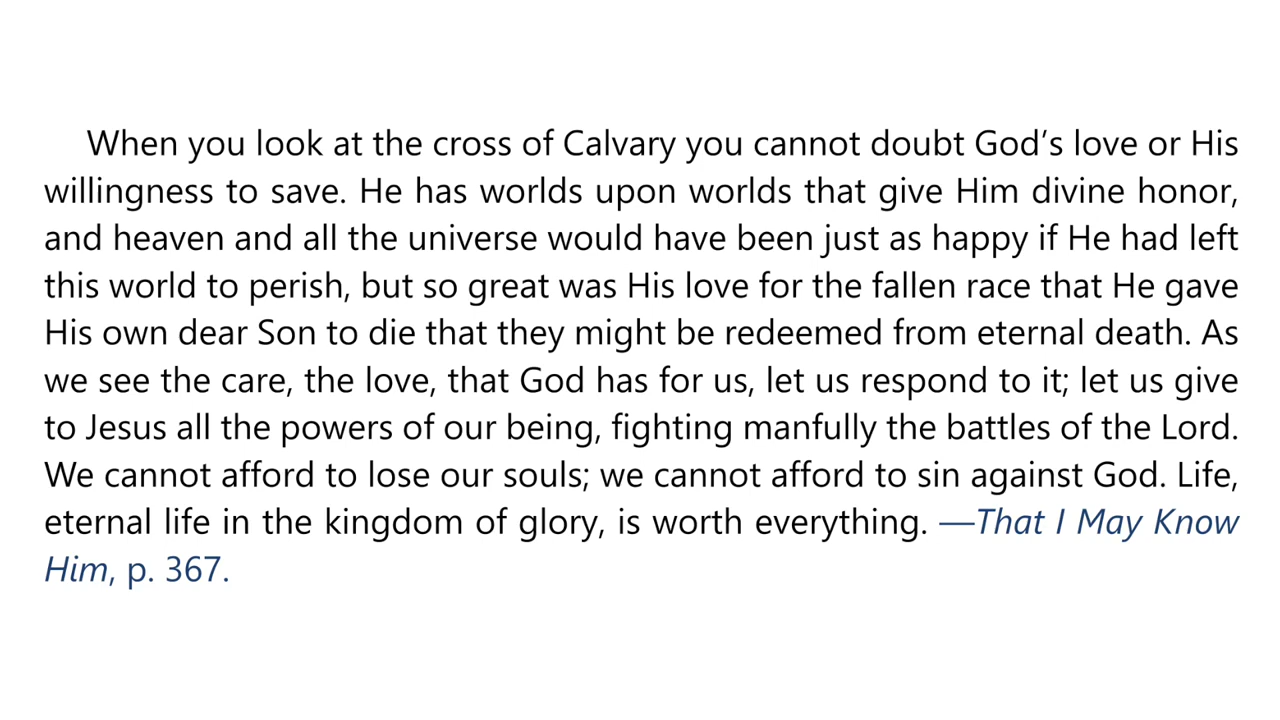 When you look at the cross of Calvary you cannot doubt God’s love or His
willingness to save. He has worlds upon worlds that give Him divine honor,
and heaven and all the universe would have been just as happy if He had left
this world to perish, but so great was His love for the fallen race that He gave
His own dear Son to die that they might be redeemed from eternal death. As
we see the care, the love, that God has for us, let us respond to it; let us give
to Jesus all the powers of our being, fighting manfully the battles of the Lord.
We cannot afford to lose our souls; we cannot afford to sin against God. Life,
eternal life in the kingdom of glory, is worth everything. —That I May Know
Him, p. 367.